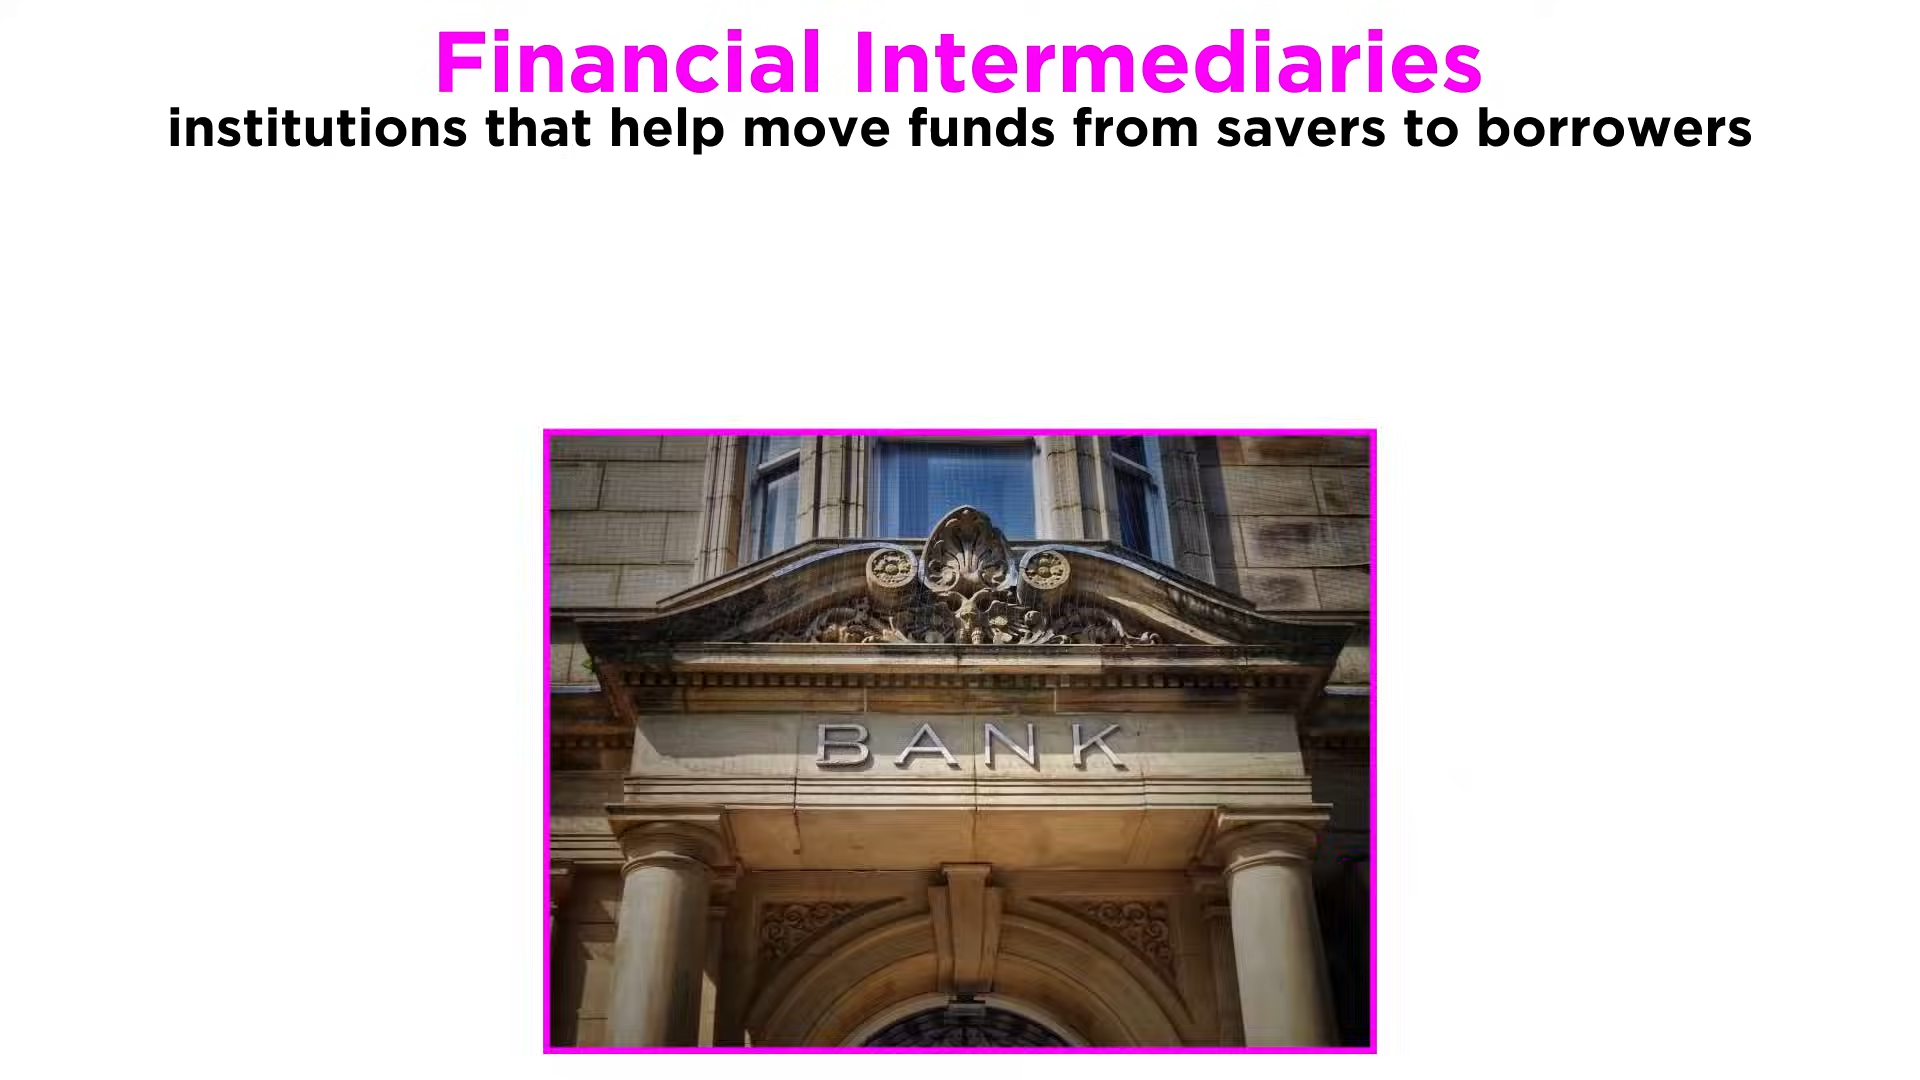 Financial Intermediaries
institutions that help move funds from savers to borrowers
BANK